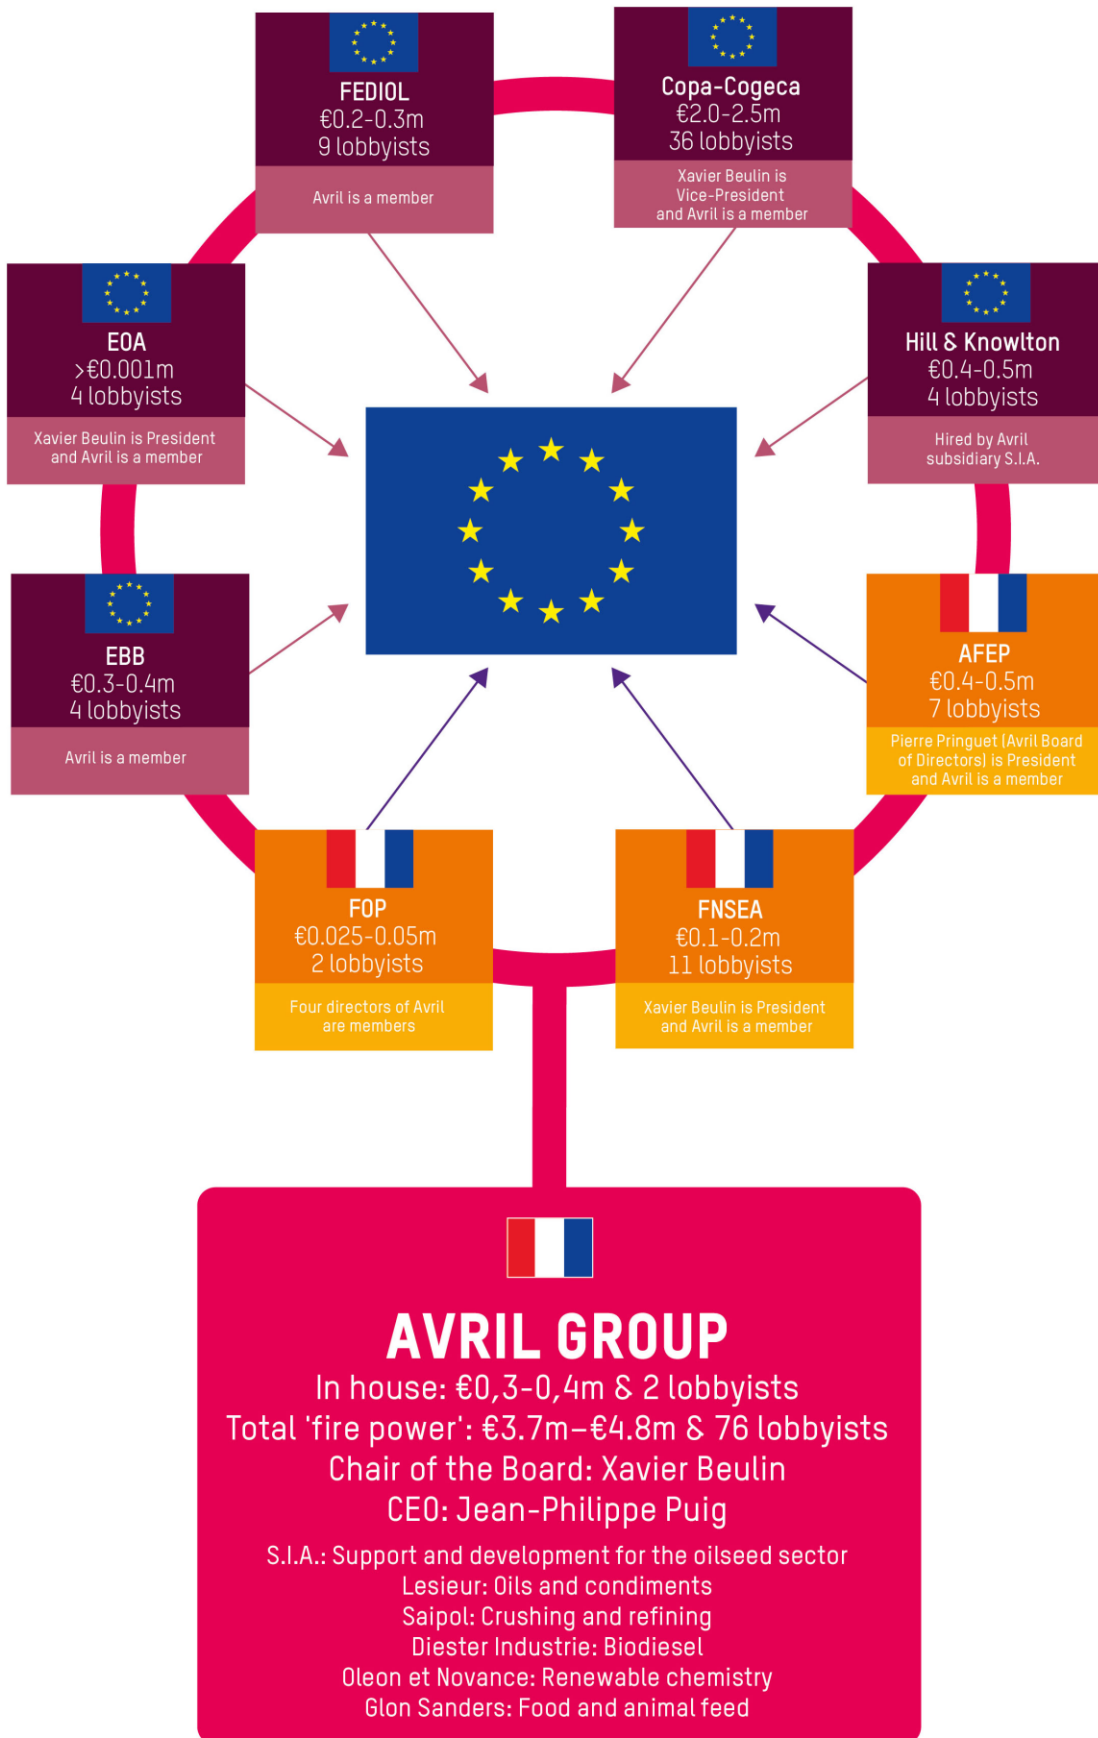 FEDIOL
€0.2-0.3m
9 lobbyists
Avril is a member
Copa-Cogeca
€2.0-2.5m
36 lobbyists
Xavier Beulin is
Vice-President
and Avril is a member
EOA
>€0.001m
4 lobbyists
Xavier Beulin is President
and Avril is a member
Hill & Knowlton
€0.4-0.5m
4 lobbyists
Hired by Avril
subsidiary S.I.A.
EBB
€0.3-0.4m
4 lobbyists
Avril is a member
AFEP
€0.4-0.5m
7 lobbyists
Pierre Pringuet (Avril Board
of Directors) is President
and Avril is a member
FOP
€0.025-0.05m
2 lobbyists
Four directors of Avril
are members
FNSEA
€0.1-0.2m
11 lobbyists
Xavier Beulin is President
and Avril is a member
AVRIL GROUP
In house: €0,3-0,4m & 2 lobbyists
Total 'fire power': €3.7m–€4.8m & 76 lobbyists
Chair of the Board: Xavier Beulin
CEO: Jean-Philippe Puig
S.I.A.: Support and development for the oilseed sector
Lesieur: Oils and condiments
Saipol: Crushing and refining
Diester Industrie: Biodiesel
Oleon et Novance: Renewable chemistry
Glon Sanders: Food and animal feed